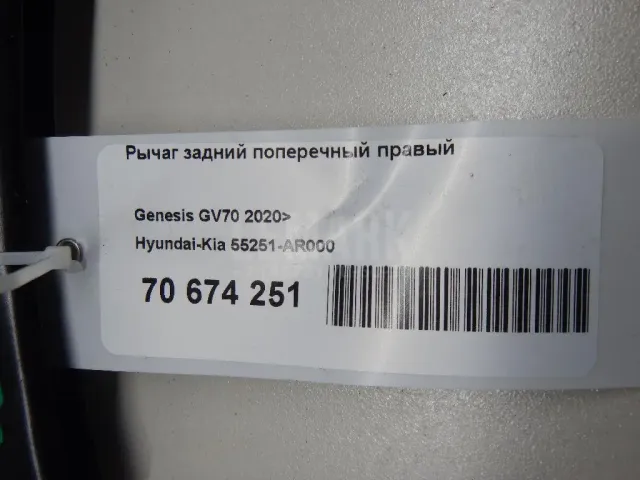 Рычаг задний поперечный правый
Genesis GV70 2020>
Hyundai-Kia 55251-AR000
70 674 251